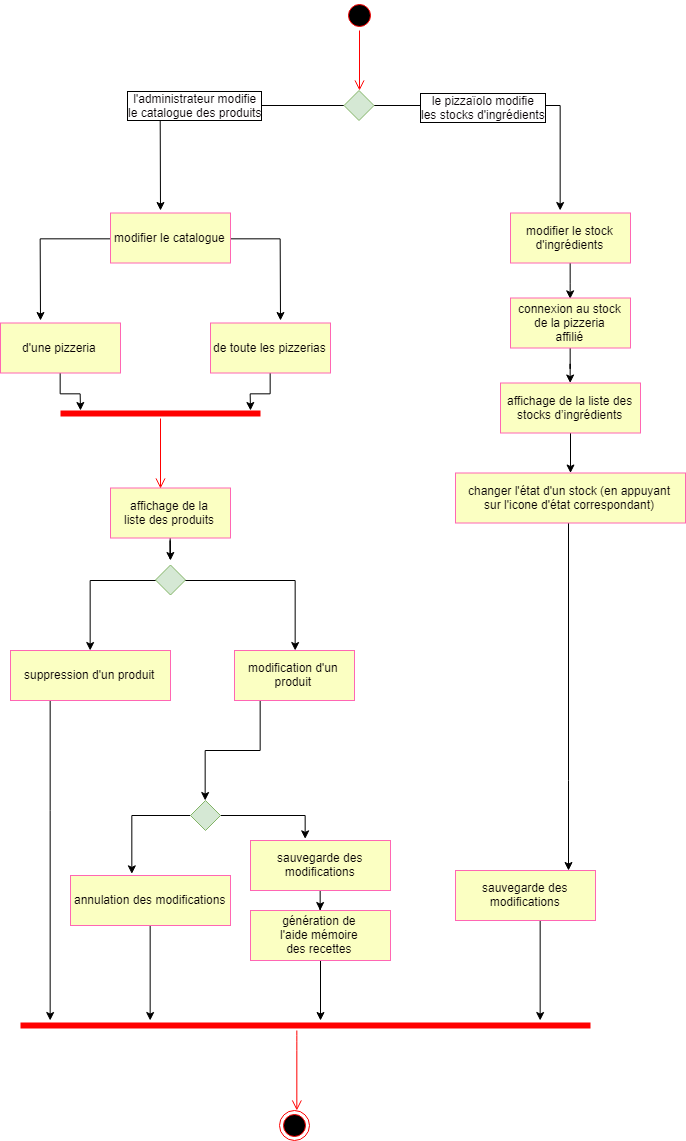 l'administrateur modifie
le catalogue des produits
le pizzaïolo modifie
les stocks d'ingrédients
modifier le catalogue
modifier le stock
d'ingrédients
d'une pizzeria
de toute les pizzerias
connexion au stock
de la pizzeria
affilié
affichage de la liste des
stocks d'ingrédients
affichage de la
liste des produits
changer l'état d'un stock (en appuyant
sur l'icone d'état correspondant)
suppression d'un produit
modification d'un
produit
annulation des modifications
sauvegarde des
modifications
génération de
l'aide mémoire
des recettes
sauvegarde des
modifications